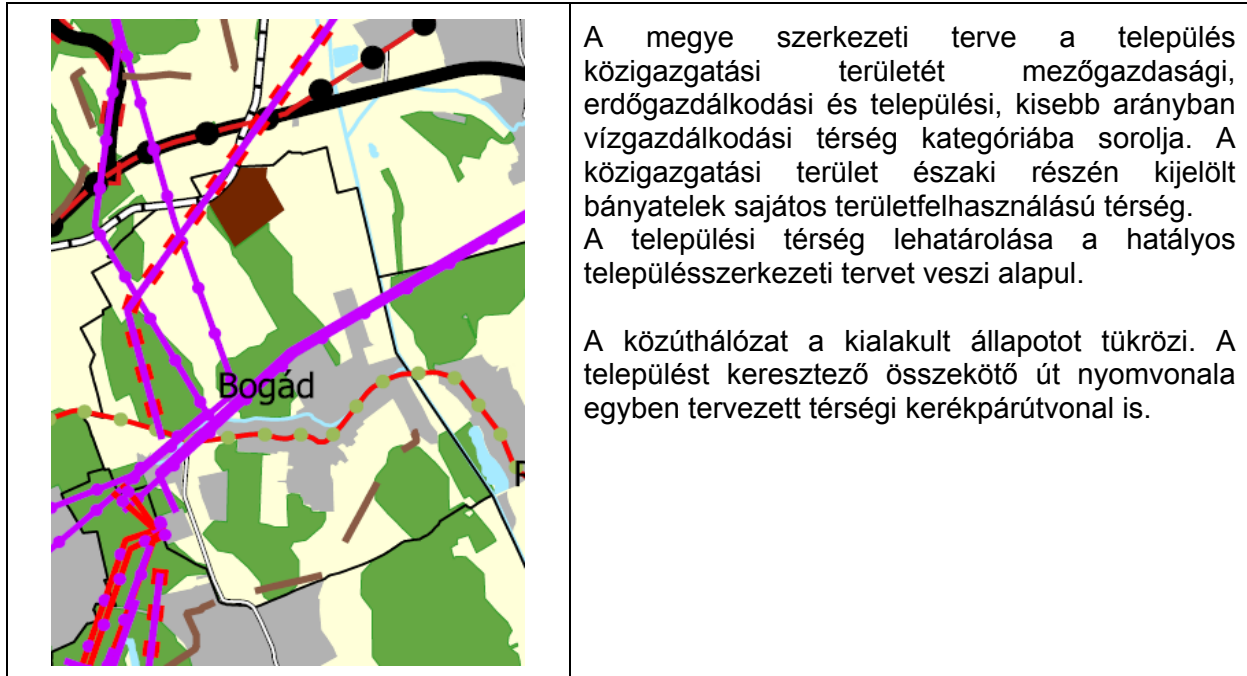 A megye szerkezeti terve a település
közigazgatási területét mezőgazdasági,
erdőgazdálkodási és települési, kisebb arányban
vízgazdálkodási térség kategóriába sorolja. A
közigazgatási terület északi részén kijelölt
bányatelek sajátos területfelhasználású térség.
A települési térség lehatárolása a hatályos
településszerkezeti tervet veszi alapul.
A közúthálózat a kialakult állapotot tükrözi. A
települést keresztező összekötő út nyomvonala
egyben tervezett térségi kerékpárútvonal is.
Bogád